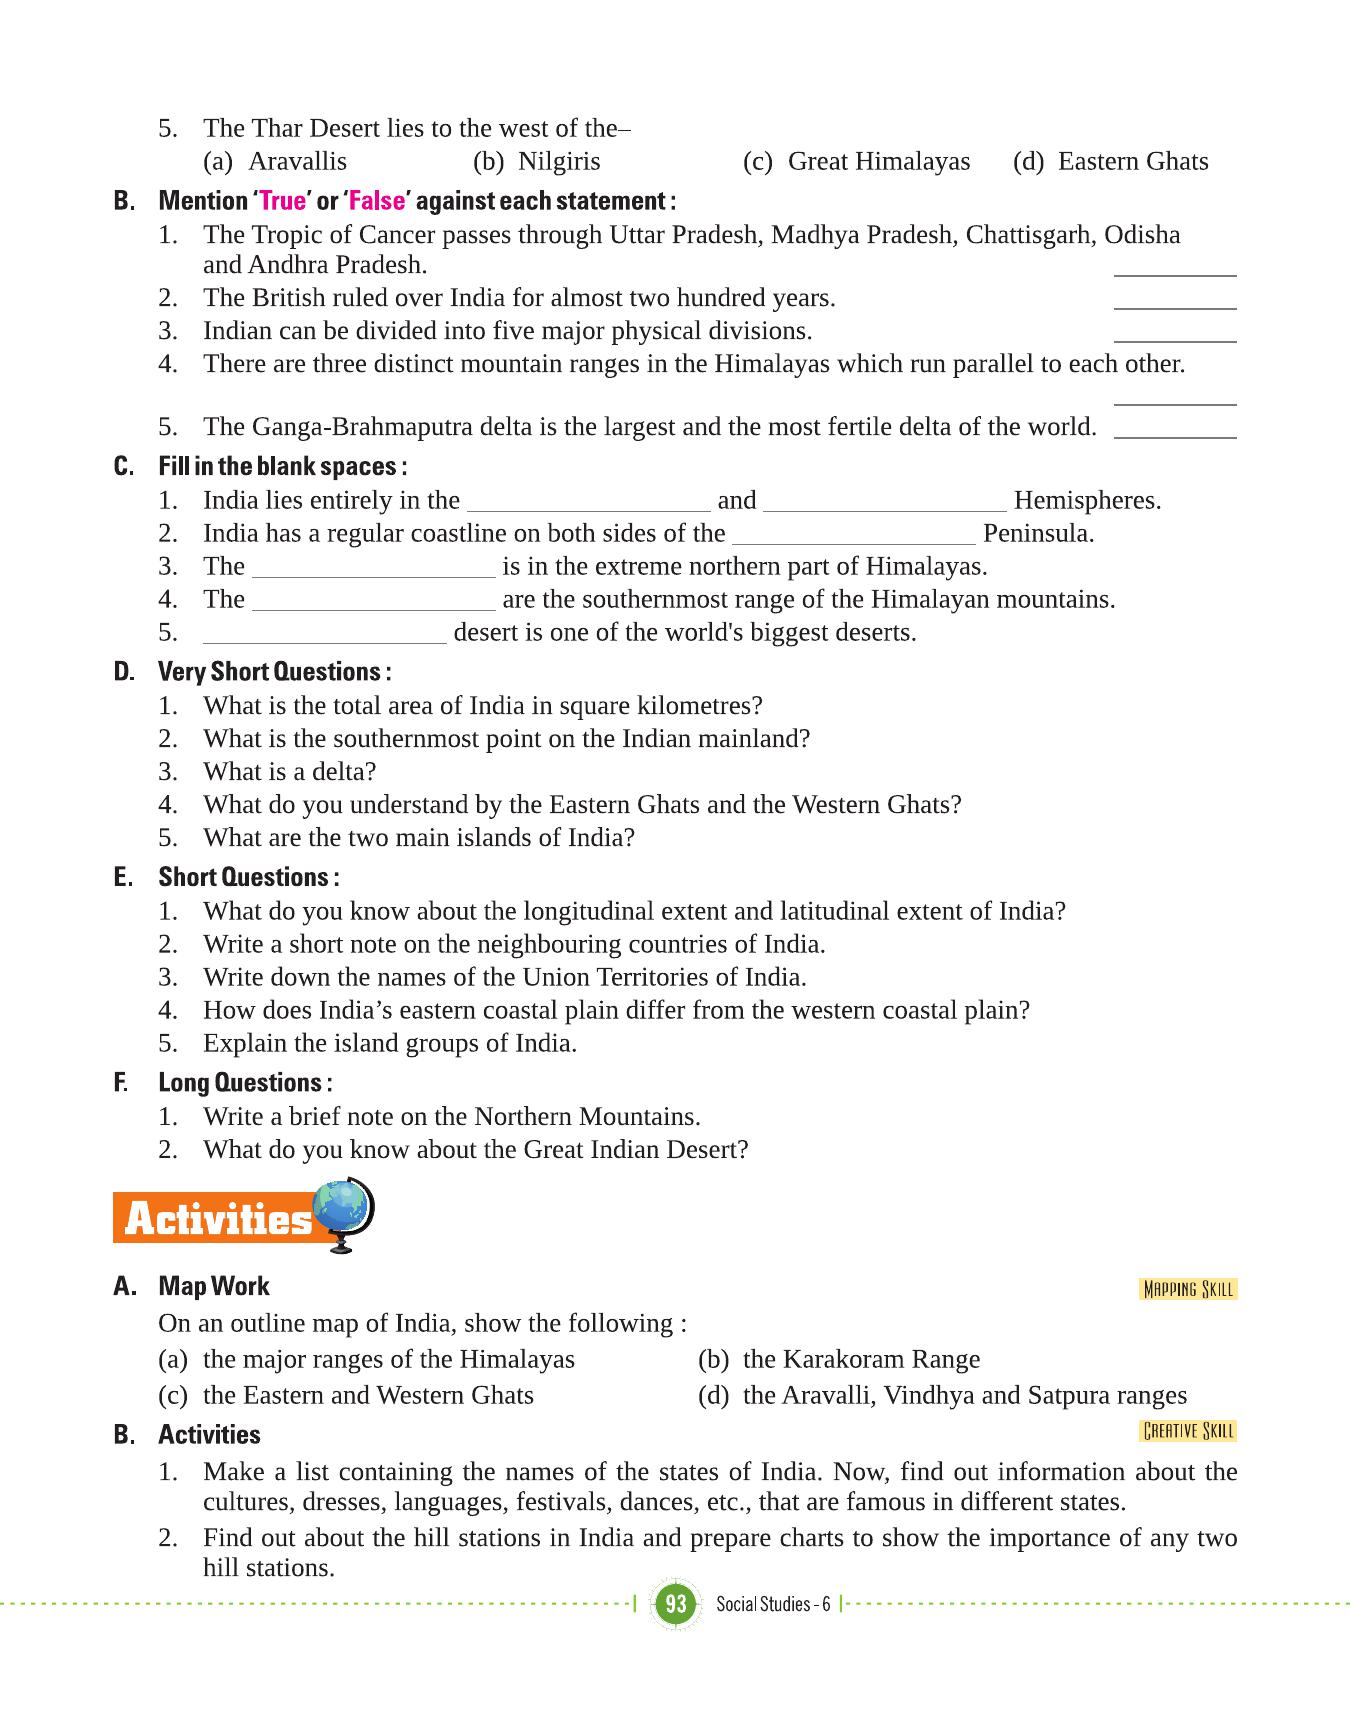 5. The Thar Desert lies to the west of the–
(a) Aravallis (b) Nilgiris (c) Great Himalayas (d) Eastern Ghats
B. Mention ‘True’ or ‘False’ against each statement :
1. The Tropic of Cancer passes through Uttar Pradesh, Madhya Pradesh, Chattisgarh, Odisha
and Andhra Pradesh. ________
2. The British ruled over India for almost two hundred years. ________
3. Indian can be divided into five major physical divisions. ________
4. There are three distinct mountain ranges in the Himalayas which run parallel to each other.
________
5. The Ganga-Brahmaputra delta is the largest and the most fertile delta of the world. ________
C. Fill in the blank spaces :
1. India lies entirely in the ________________ and ________________ Hemispheres.
2. India has a regular coastline on both sides of the ________________ Peninsula.
3. The ________________ is in the extreme northern part of Himalayas.
4. The ________________ are the southernmost range of the Himalayan mountains.
5. ________________ desert is one of the world's biggest deserts.
D. Very Short Questions :
1. What is the total area of India in square kilometres?
2. What is the southernmost point on the Indian mainland?
3. What is a delta?
4. What do you understand by the Eastern Ghats and the Western Ghats?
5. What are the two main islands of India?
E. Short Questions :
1. What do you know about the longitudinal extent and latitudinal extent of India?
2. Write a short note on the neighbouring countries of India.
3. Write down the names of the Union Territories of India.
4. How does India’s eastern coastal plain differ from the western coastal plain?
5. Explain the island groups of India.
F. Long Questions :
1. Write a brief note on the Northern Mountains.
2. What do you know about the Great Indian Desert?
Activities
A. Map Work MAPPING SKILL
On an outline map of India, show the following :
(a) the major ranges of the Himalayas (b) the Karakoram Range
(c) the Eastern and Western Ghats (d) the Aravalli, Vindhya and Satpura ranges
B. Activities CREATIVE SKILL
1. Make a list containing the names of the states of India. Now, find out information about the
cultures, dresses, languages, festivals, dances, etc., that are famous in different states.
2. Find out about the hill stations in India and prepare charts to show the importance of any two
hill stations.
93 Social Studies - 6